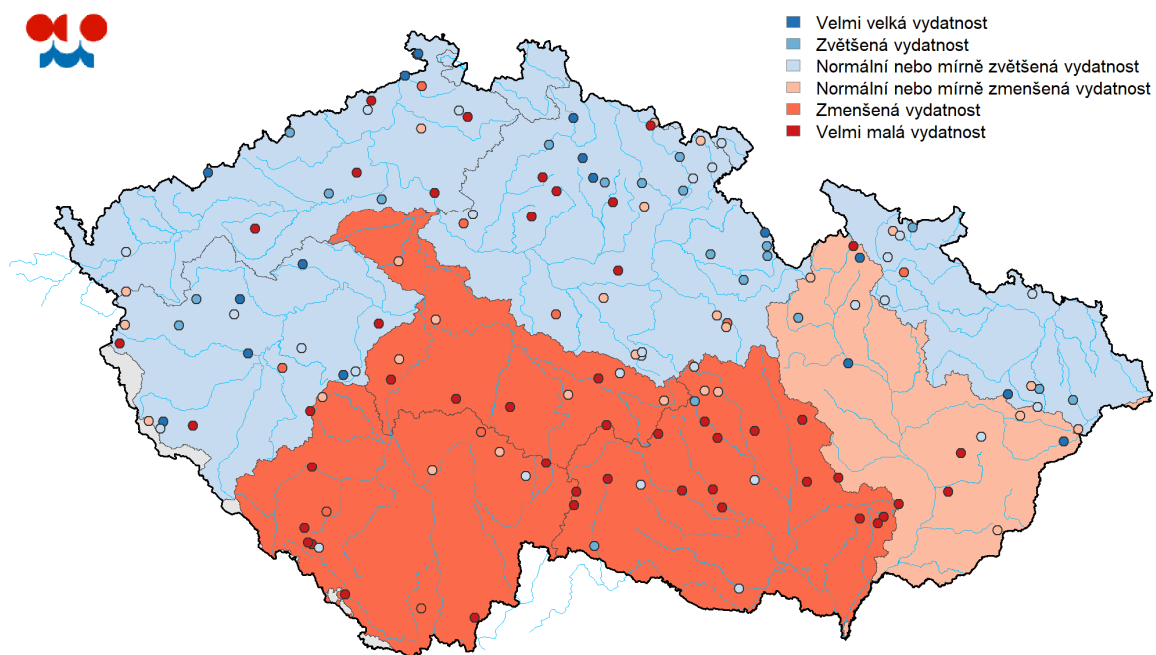 Velmi velká vydatnost
Zvětšená vydatnost
Normální nebo mírně zvětšená vydatnost
Normální nebo mírně zmenšená vydatnost
Zmenšená vydatnost
Velmi malá vydatnost